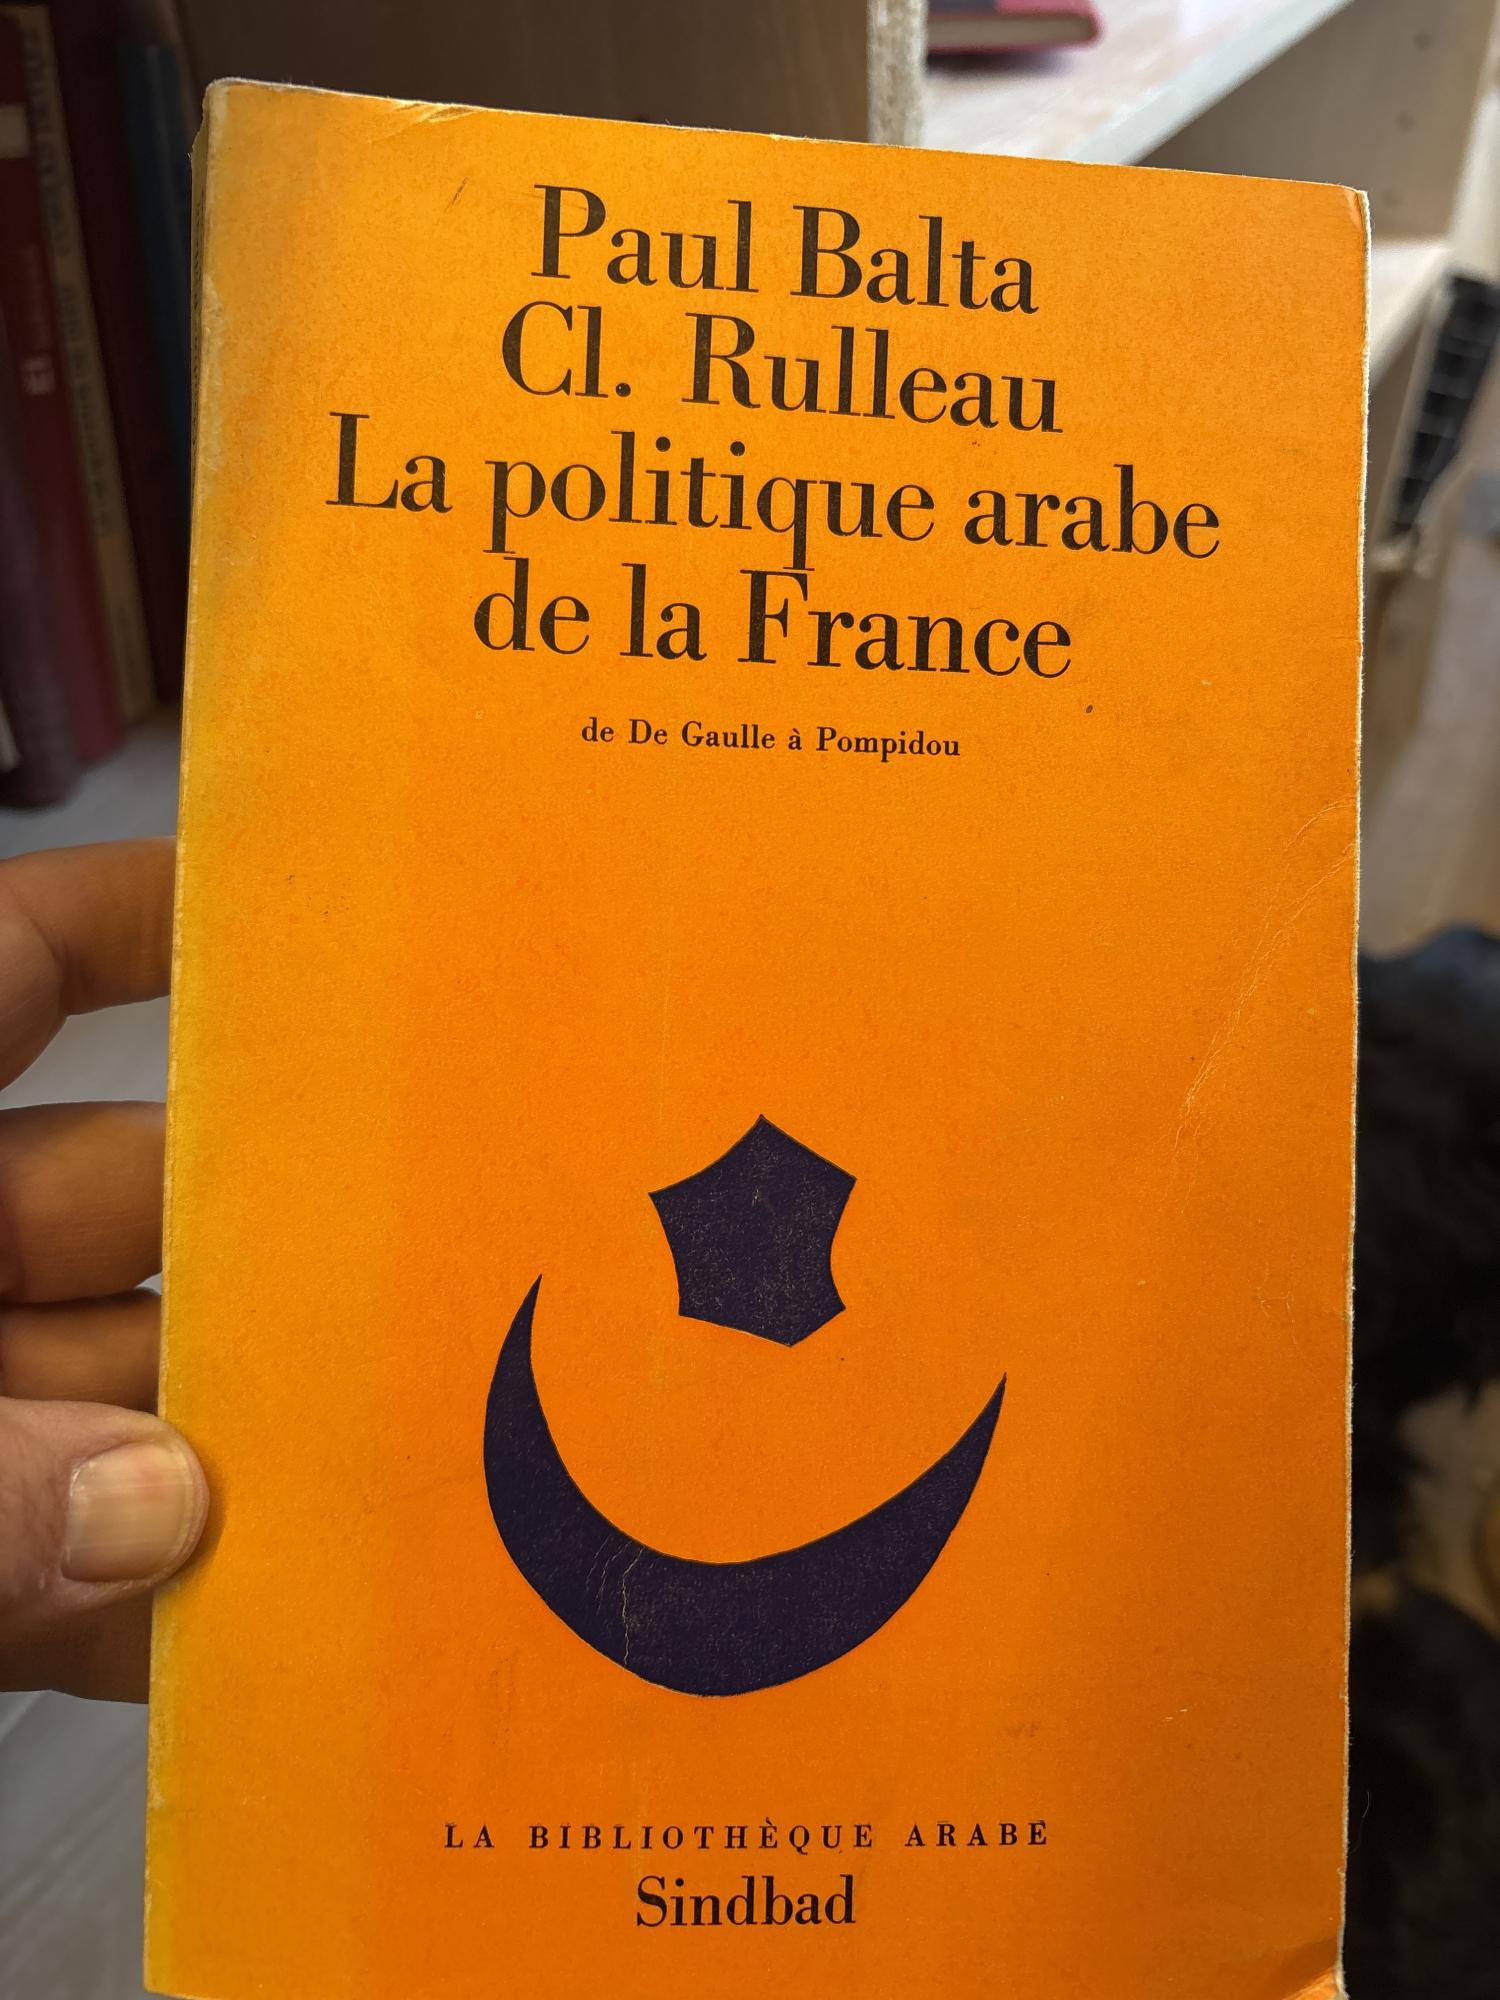 Paul Balta
Cl. Rulleau
La politique arabe
de la France
de De Gaulle à Pompidou
LA BIBLIOTHÈQUE ARABE
Sindbad